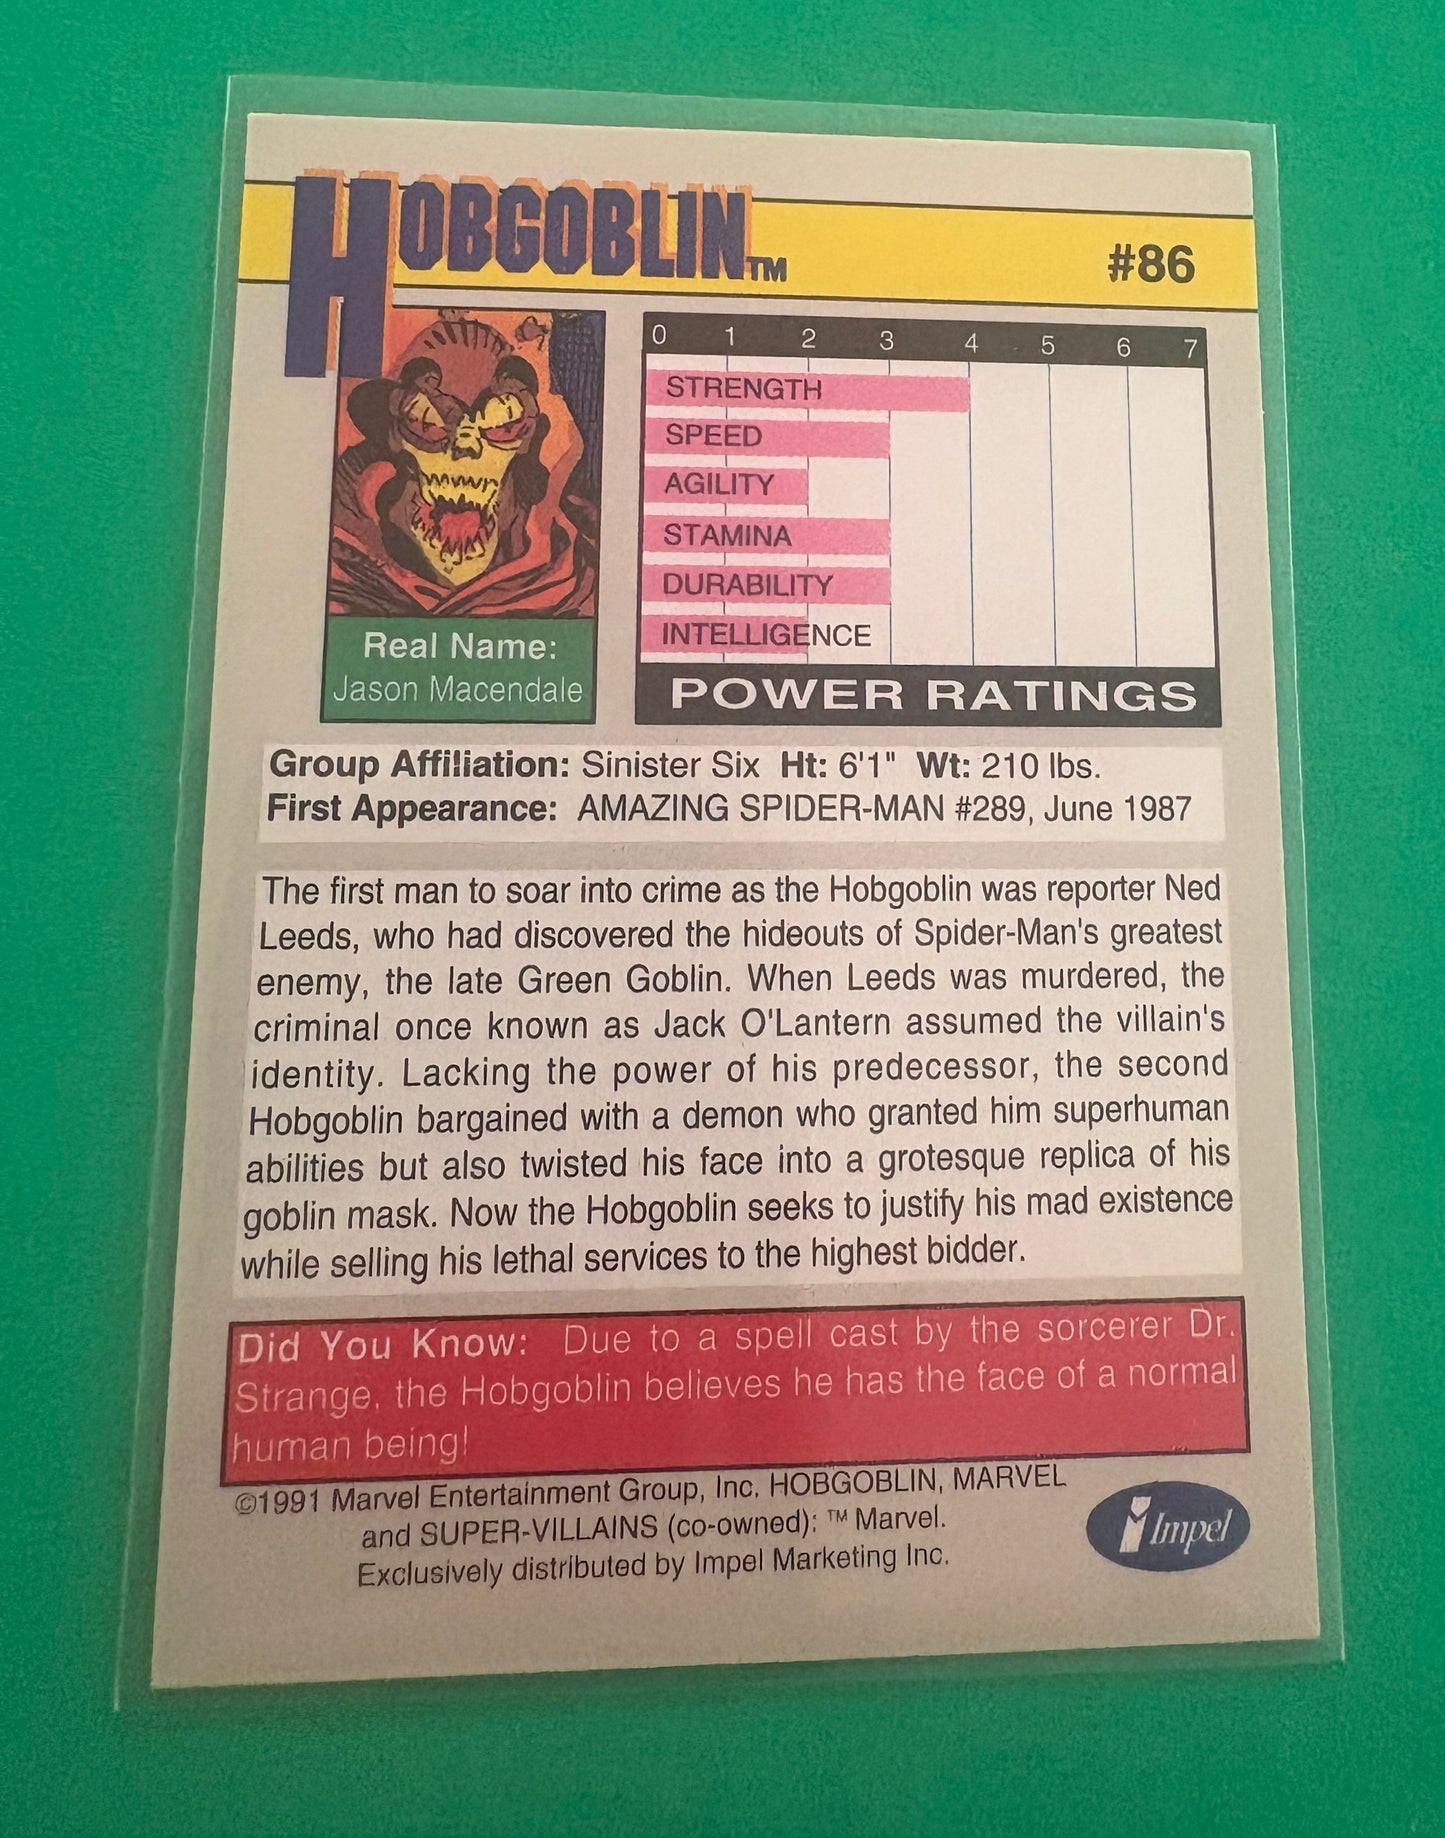 HOBGOBLIN™
#86
0 1 2 3 4 5 6 7
STRENGTH
SPEED
AGILITY
STAMINA
DURABILITY
INTELLIGENCE
POWER RATINGS
Real Name:
Jason Macendale
Group Affiliation: Sinister Six Ht: 6'1" Wt: 210 lbs.
First Appearance: AMAZING SPIDER-MAN #289, June 1987
The first man to soar into crime as the Hobgoblin was reporter Ned
Leeds, who had discovered the hideouts of Spider-Man's greatest
enemy, the late Green Goblin. When Leeds was murdered, the
criminal once known as Jack O'Lantern assumed the villain's
identity. Lacking the power of his predecessor, the second
Hobgoblin bargained with a demon who granted him superhuman
abilities but also twisted his face into a grotesque replica of his
goblin mask. Now the Hobgoblin seeks to justify his mad existence
while selling his lethal services to the highest bidder.
Did You Know: Due to a spell cast by the sorcerer Dr.
Strange, the Hobgoblin believes he has the face of a normal
human being!
©1991 Marvel Entertainment Group, Inc. HOBGOBLIN, MARVEL
and SUPER-VILLAINS (co-owned): ™ Marvel.
Exclusively distributed by Impel Marketing Inc.
Impel